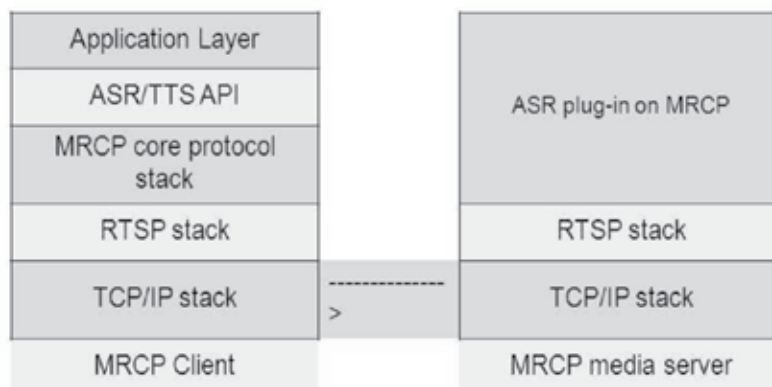 Application Layer
ASR/TTS API
MRCP core protocol
stack
RTSP stack
TCP/IP stack
MRCP Client
--------------
>
ASR plug-in on MRCP
RTSP stack
TCP/IP stack
MRCP media server